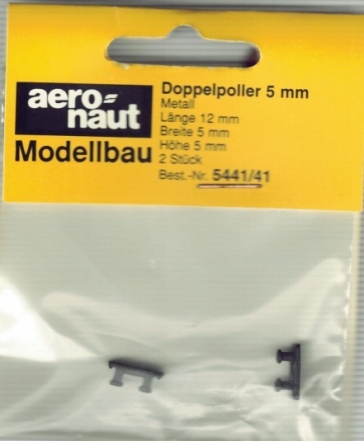 aero-
naut
Modellbau
Doppelpoller 5 mm
Metall
Länge 12 mm
Breite 5 mm
Höhe 5 mm
2 Stück
Best.-Nr. 5441/41